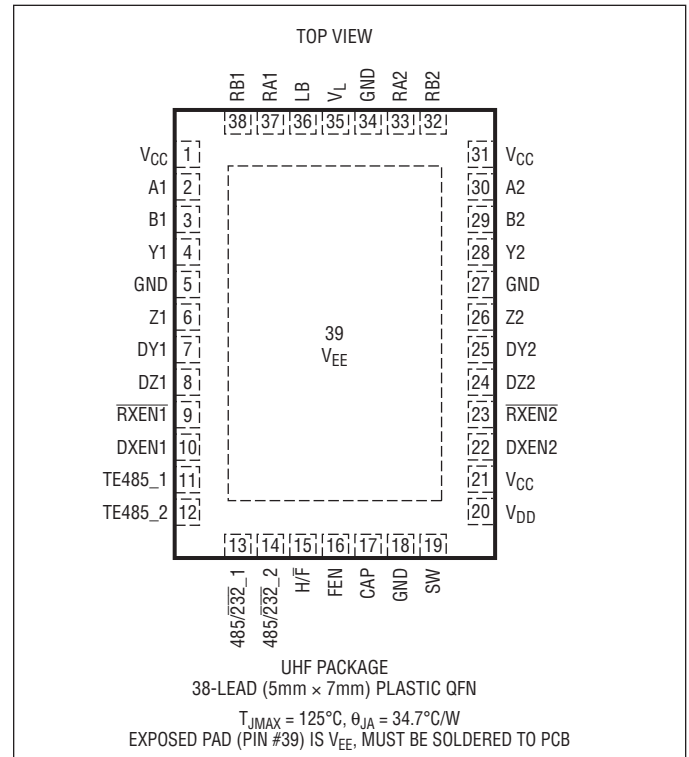 TOP VIEW
RB1 RA1 LB VL GND RA2 RB2
38 37 36 35 34 33 32
VCC 1 31 VCC
A1 2 30 A2
B1 3 29 B2
Y1 4 28 Y2
GND 5 27 GND
Z1 6 26 Z2
DY1 7 25 DY2
DZ1 8 24 DZ2
RXEN1 9 23 RXEN2
DXEN1 10 22 DXEN2
TE485_1 11 21 VCC
TE485_2 12 20 VDD
39
VEE
13 14 15 16 17 18 19
485/232_1 485/232_2 H/F FEN CAP GND SW
UHF PACKAGE
38-LEAD (5mm × 7mm) PLASTIC QFN
TJMAX = 125°C, θJA = 34.7°C/W
EXPOSED PAD (PIN #39) IS VEE, MUST BE SOLDERED TO PCB